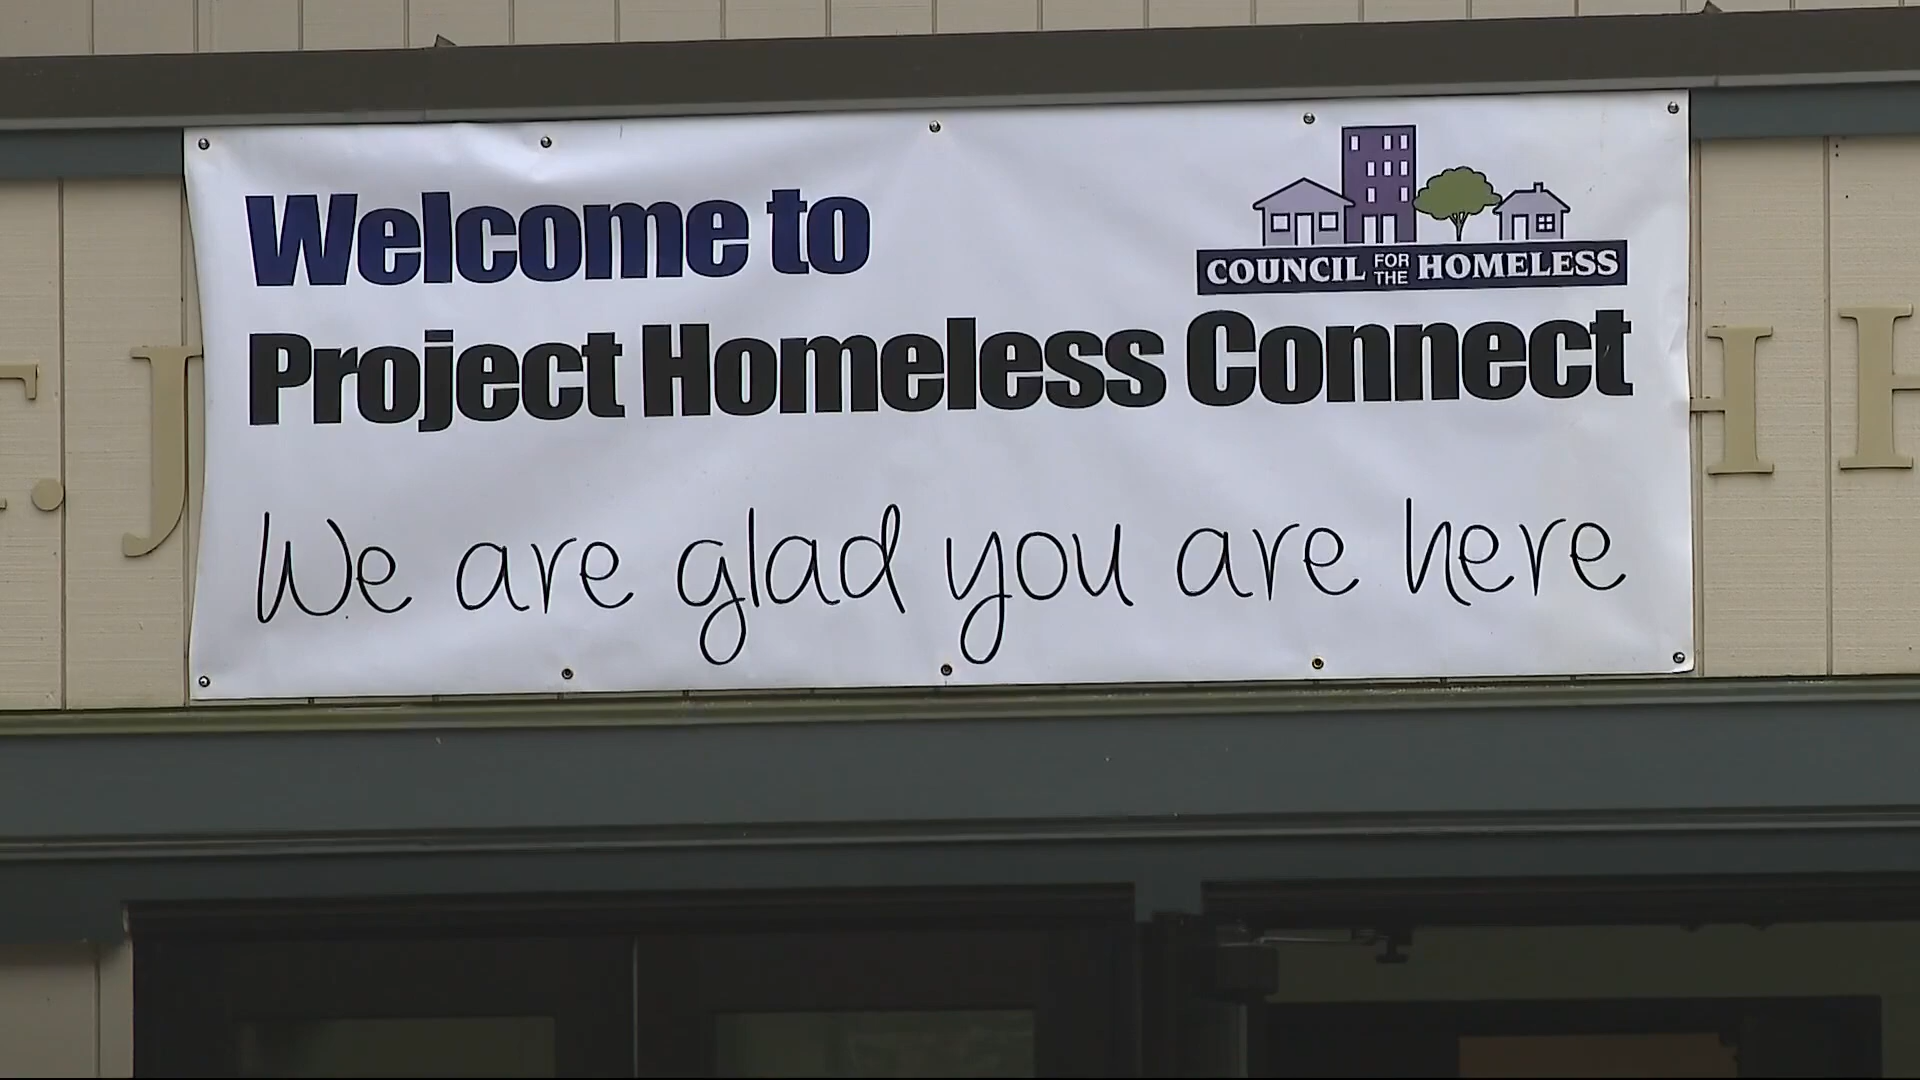 Welcome to
COUNCIL FOR THE HOMELESS
Project Homeless Connect
We are glad you are here